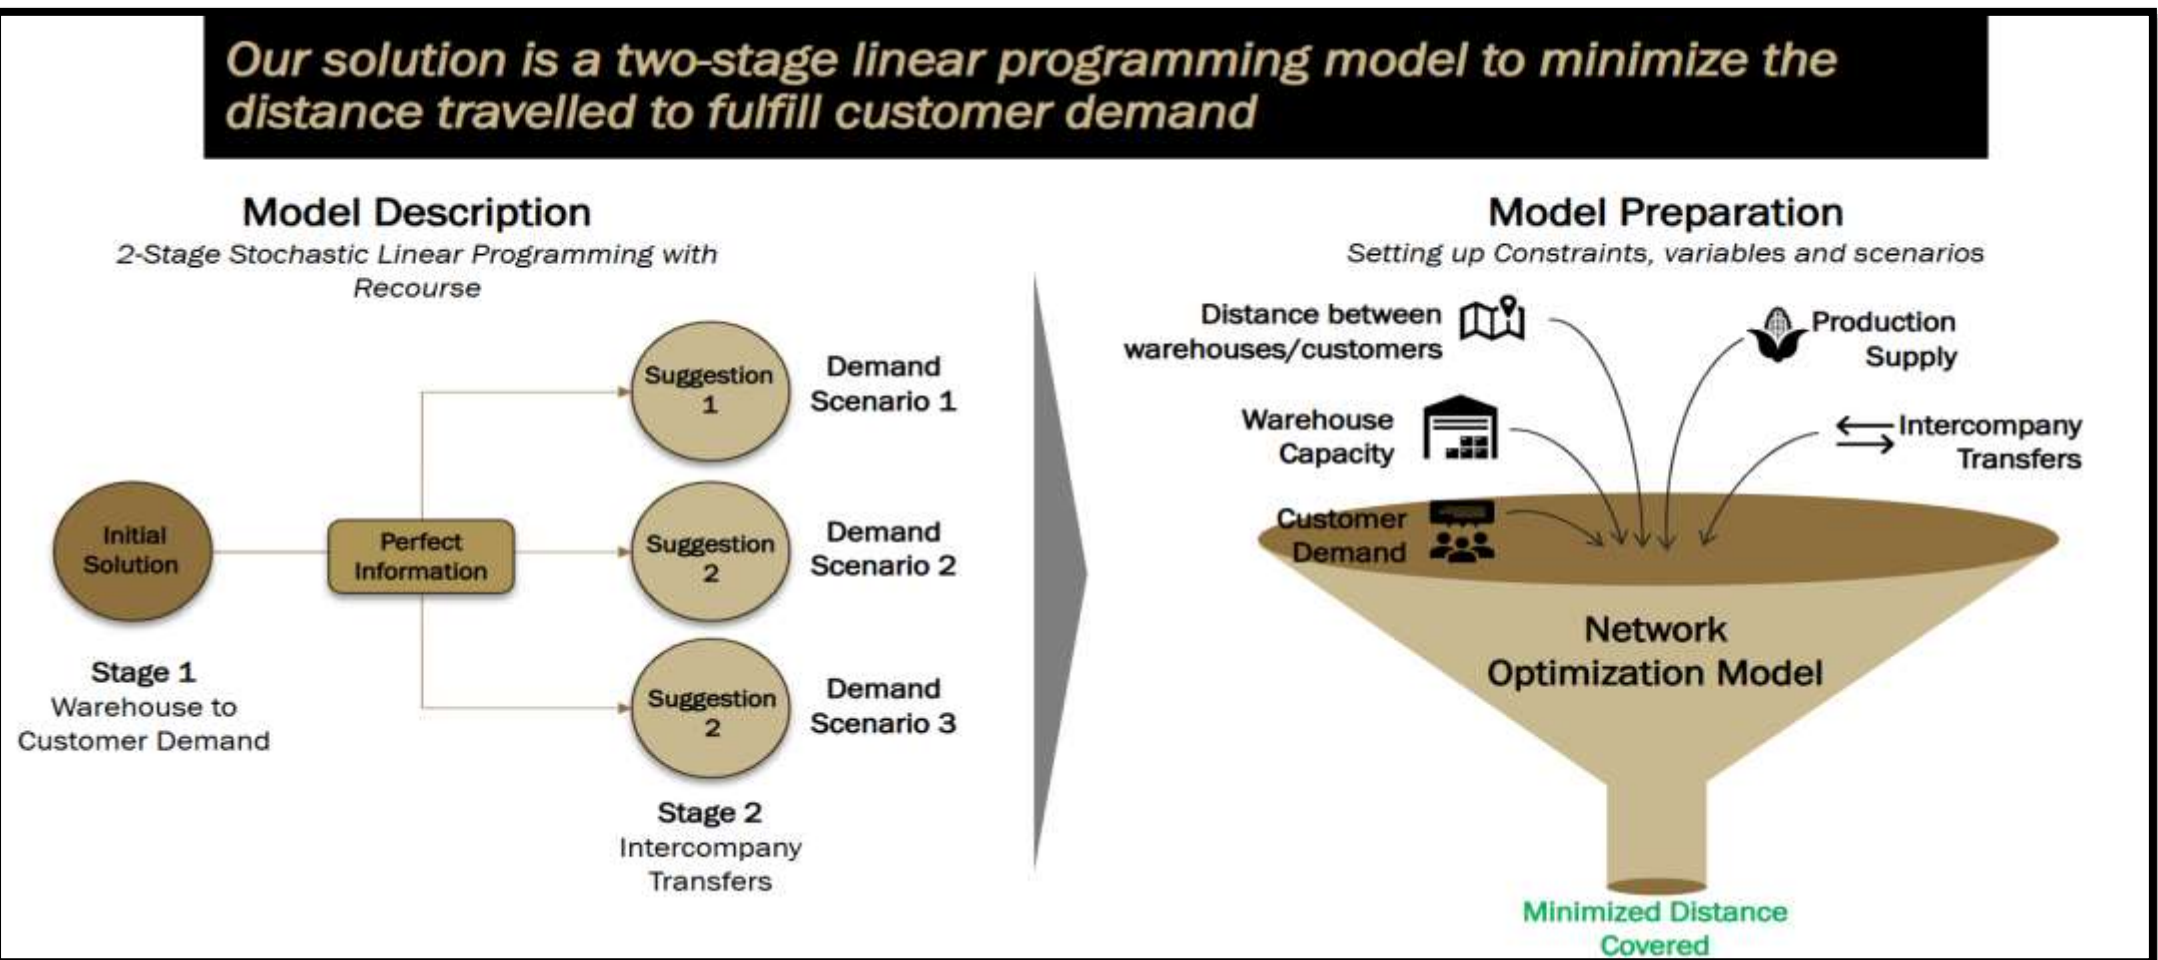 Our solution is a two-stage linear programming model to minimize the
distance travelled to fulfill customer demand
Model Description
2-Stage Stochastic Linear Programming with
Recourse
Initial
Solution
Perfect
Information
Suggestion
1
Demand
Scenario 1
Suggestion
2
Demand
Scenario 2
Suggestion
2
Demand
Scenario 3
Stage 1
Warehouse to
Customer Demand
Stage 2
Intercompany
Transfers
Model Preparation
Setting up Constraints, variables and scenarios
Distance between
warehouses/customers
Production
Supply
Warehouse
Capacity
Intercompany
Transfers
Customer
Demand
Network
Optimization Model
Minimized Distance
Covered